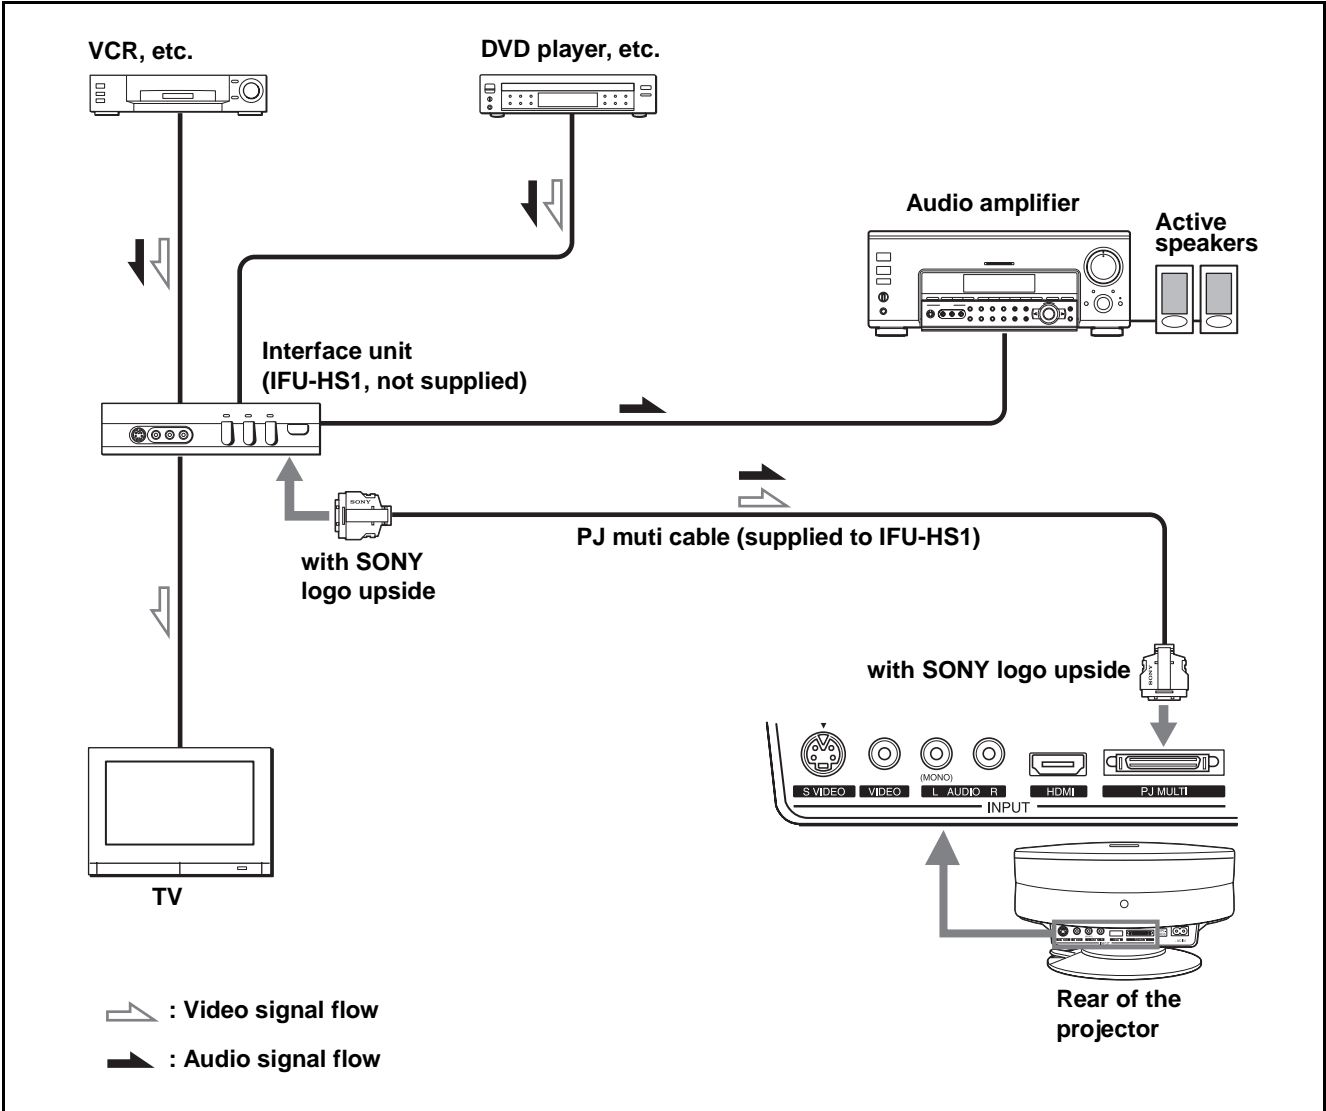 VCR, etc.
DVD player, etc.
Audio amplifier
Active
speakers
Interface unit
(IFU-HS1, not supplied)
SONY
PJ muti cable (supplied to IFU-HS1)
with SONY
logo upside
with SONY logo upside
SONY
(MONO)
S VIDEO
VIDEO
L AUDIO R
HDMI
PJ MULTI
INPUT
TV
Rear of the
projector
: Video signal flow
: Audio signal flow